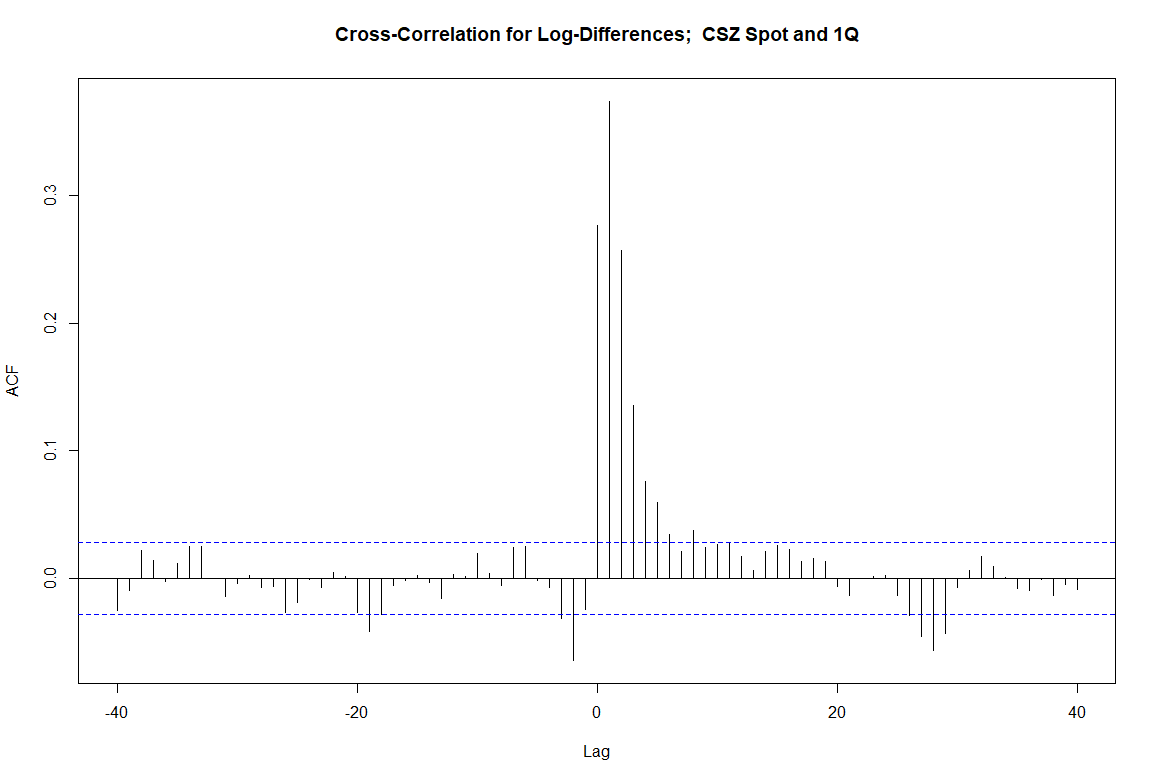 Cross-Correlation for Log-Differences;  CSZ Spot and 1Q
ACF
0.3
0.2
0.1
0.0
-40 -20 0 20 40
Lag